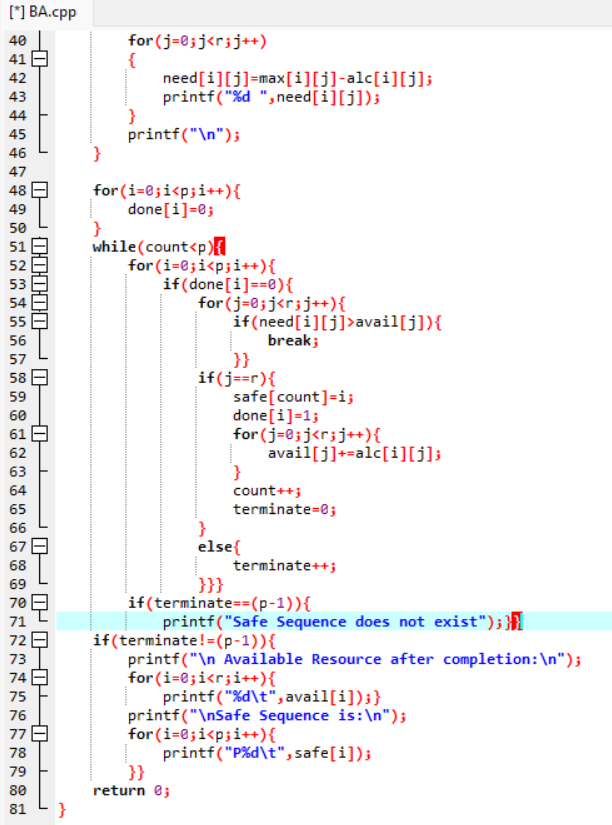 [*] BA.cpp
40 for(j=0;j<r;j++)
41 {
42 need[i][j]=max[i][j]-alc[i][j];
43 printf("%d ",need[i][j]);
44 }
45 printf("\n");
46 }
47
48 for(i=0;i<p;i++){
49 done[i]=0;
50 }
51 while(count<p){
52 for(i=0;i<p;i++){
53 if(done[i]==0){
54 for(j=0;j<r;j++){
55 if(need[i][j]>avail[j]){
56 break;
57 }}
58 if(j==r){
59 safe[count]=i;
60 done[i]=1;
61 for(j=0;j<r;j++){
62 avail[j]+=alc[i][j];
63 }
64 count++;
65 terminate=0;
66 }
67 else{
68 terminate++;
69 }}}
70 if(terminate==(p-1)){
71 printf("Safe Sequence does not exist");}}
72 if(terminate!=(p-1)){
73 printf("\n Available Resource after completion:\n");
74 for(i=0;i<r;i++){
75 printf("%d\t",avail[i]);}
76 printf("\nSafe Sequence is:\n");
77 for(i=0;i<p;i++){
78 printf("P%d\t",safe[i]);
79 }}
80 return 0;
81 }